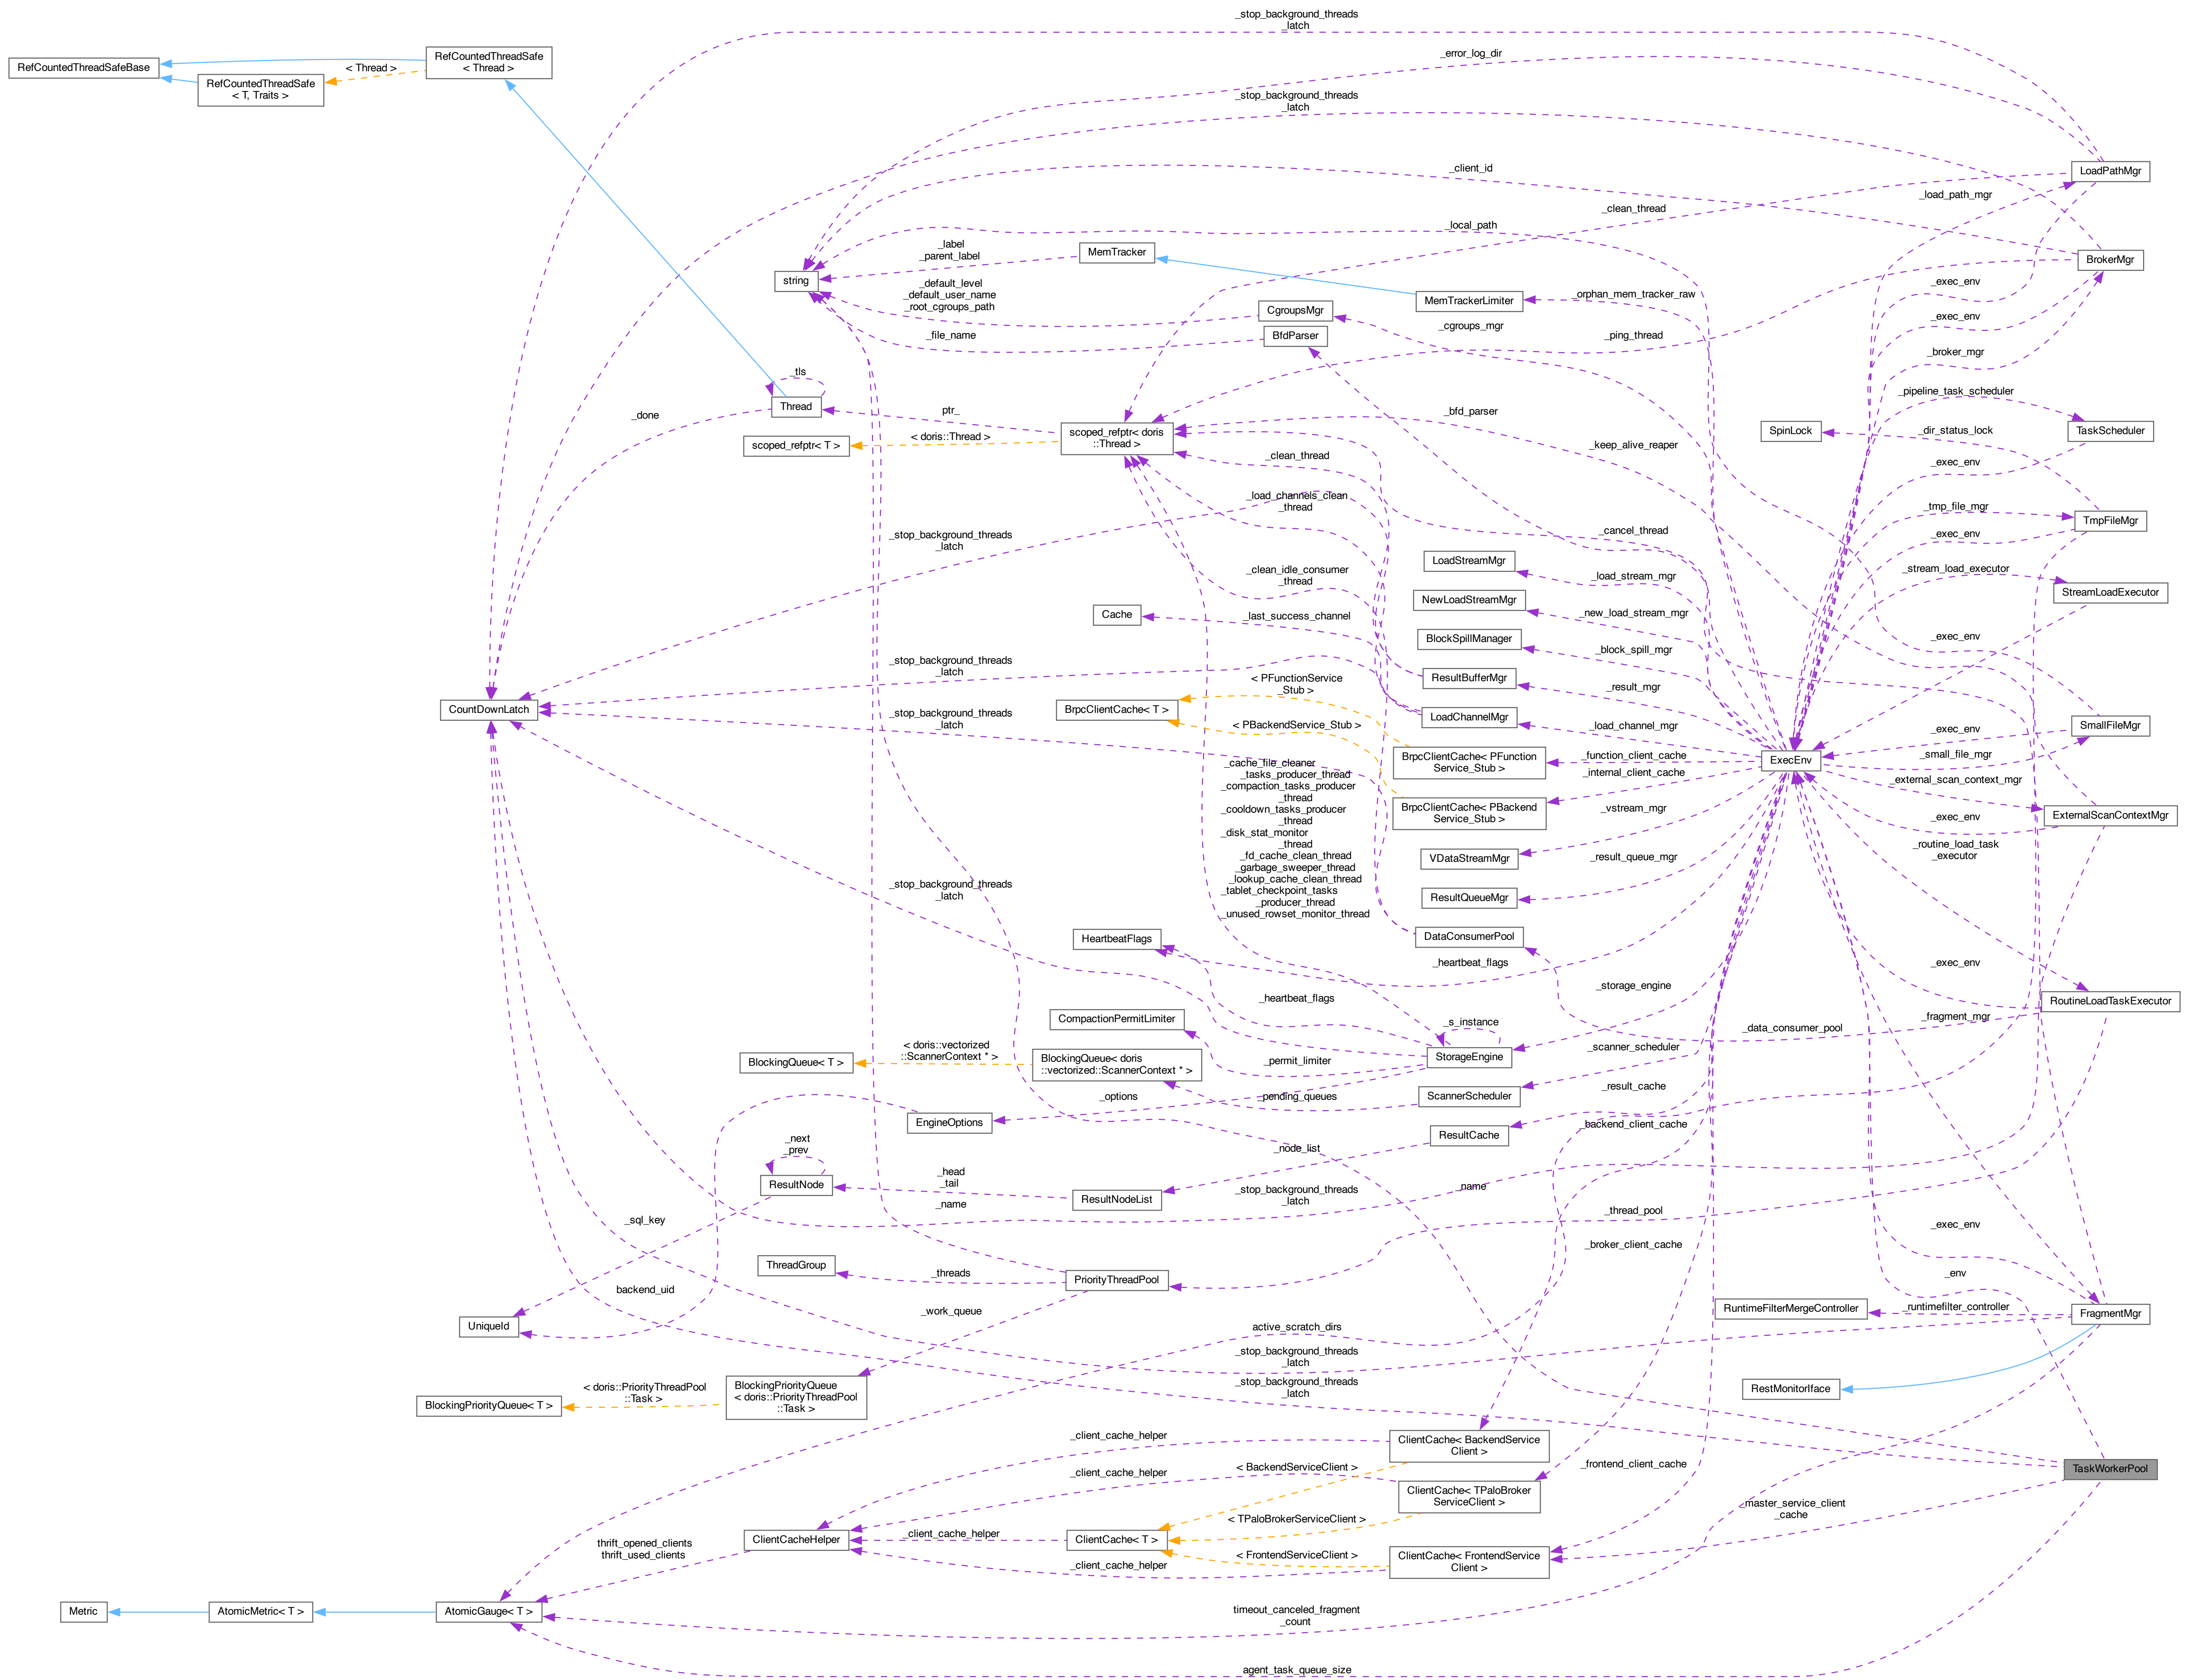 _stop_background_threads
_latch
_error_log_dir
RefCountedThreadSafe
< Thread >
RefCountedThreadSafeBase
< Thread >
RefCountedThreadSafe
< T, Traits >
_stop_background_threads
_latch
_client_id
LoadPathMgr
_load_path_mgr
_clean_thread
_local_path
_label
_parent_label
MemTracker
BrokerMgr
string
_default_level
_default_user_name
_root_cgroups_path
_exec_env
_orphan_mem_tracker_raw
MemTrackerLimiter
CgroupsMgr
_cgroups_mgr
_exec_env
_file_name
BfdParser
_ping_thread
_broker_mgr
_tls
Thread
_done
ptr_
_bfd_parser
_pipeline_task_scheduler
scoped_refptr< T >
< doris::Thread >
scoped_refptr< doris
::Thread >
_keep_alive_reaper
SpinLock
_dir_status_lock
TaskScheduler
_clean_thread
_exec_env
_load_channels_clean
_thread
_tmp_file_mgr
TmpFileMgr
_stop_background_threads
_latch
_cancel_thread
_exec_env
LoadStreamMgr
_clean_idle_consumer
_thread
_load_stream_mgr
_stream_load_executor
StreamLoadExecutor
NewLoadStreamMgr
Cache
_last_success_channel
_new_load_stream_mgr
BlockSpillManager
_block_spill_mgr
_exec_env
_stop_background_threads
_latch
ResultBufferMgr
_result_mgr
< PFunctionService
_Stub >
CountDownLatch
BrpcClientCache< T >
_stop_background_threads
_latch
< PBackendService_Stub >
LoadChannelMgr
_load_channel_mgr
SmallFileMgr
_exec_env
BrpcClientCache< PFunction
Service_Stub >
_function_client_cache
ExecEnv
_small_file_mgr
_cache_file_cleaner
_tasks_producer_thread
_compaction_tasks_producer
_thread
_cooldown_tasks_producer
_thread
_disk_stat_monitor
_thread
_fd_cache_clean_thread
_garbage_sweeper_thread
_lookup_cache_clean_thread
_tablet_checkpoint_tasks
_producer_thread
_unused_rowset_monitor_thread
_internal_client_cache
_external_scan_context_mgr
BrpcClientCache< PBackend
Service_Stub >
_vstream_mgr
ExternalScanContextMgr
_exec_env
VDataStreamMgr
_result_queue_mgr
_routine_load_task
_executor
_stop_background_threads
_latch
ResultQueueMgr
HeartbeatFlags
DataConsumerPool
_heartbeat_flags
_exec_env
_storage_engine
_heartbeat_flags
RoutineLoadTaskExecutor
CompactionPermitLimiter
_s_instance
_data_consumer_pool
_fragment_mgr
StorageEngine
_scanner_scheduler
BlockingQueue< T >
< doris::vectorized
::ScannerContext * >
BlockingQueue< doris
::vectorized::ScannerContext * >
_permit_limiter
_result_cache
_options
_pending_queues
ScannerScheduler
EngineOptions
_backend_client_cache
ResultCache
_next
_prev
_node_list
ResultNode
_head
_tail
_name
ResultNodeList
_stop_background_threads
_latch
_name
_sql_key
_thread_pool
_exec_env
_broker_client_cache
ThreadGroup
_threads
PriorityThreadPool
_env
backend_uid
_work_queue
RuntimeFilterMergeController
_runtimefilter_controller
FragmentMgr
UniqueId
active_scratch_dirs
_stop_background_threads
_latch
BlockingPriorityQueue< T >
< doris::PriorityThreadPool
::Task >
BlockingPriorityQueue
< doris::PriorityThreadPool
::Task >
_stop_background_threads
_latch
RestMonitorIface
_client_cache_helper
ClientCache< BackendService
Client >
_client_cache_helper
< BackendServiceClient >
_frontend_client_cache
TaskWorkerPool
ClientCache< TPaloBroker
ServiceClient >
_master_service_client
_cache
< TPaloBrokerServiceClient >
ClientCacheHelper
_client_cache_helper
ClientCache< T >
thrift_opened_clients
thrift_used_clients
< FrontendServiceClient >
_client_cache_helper
ClientCache< FrontendService
Client >
Metric
AtomicMetric< T >
AtomicGauge< T >
timeout_canceled_fragment
_count
agent_task_queue_size